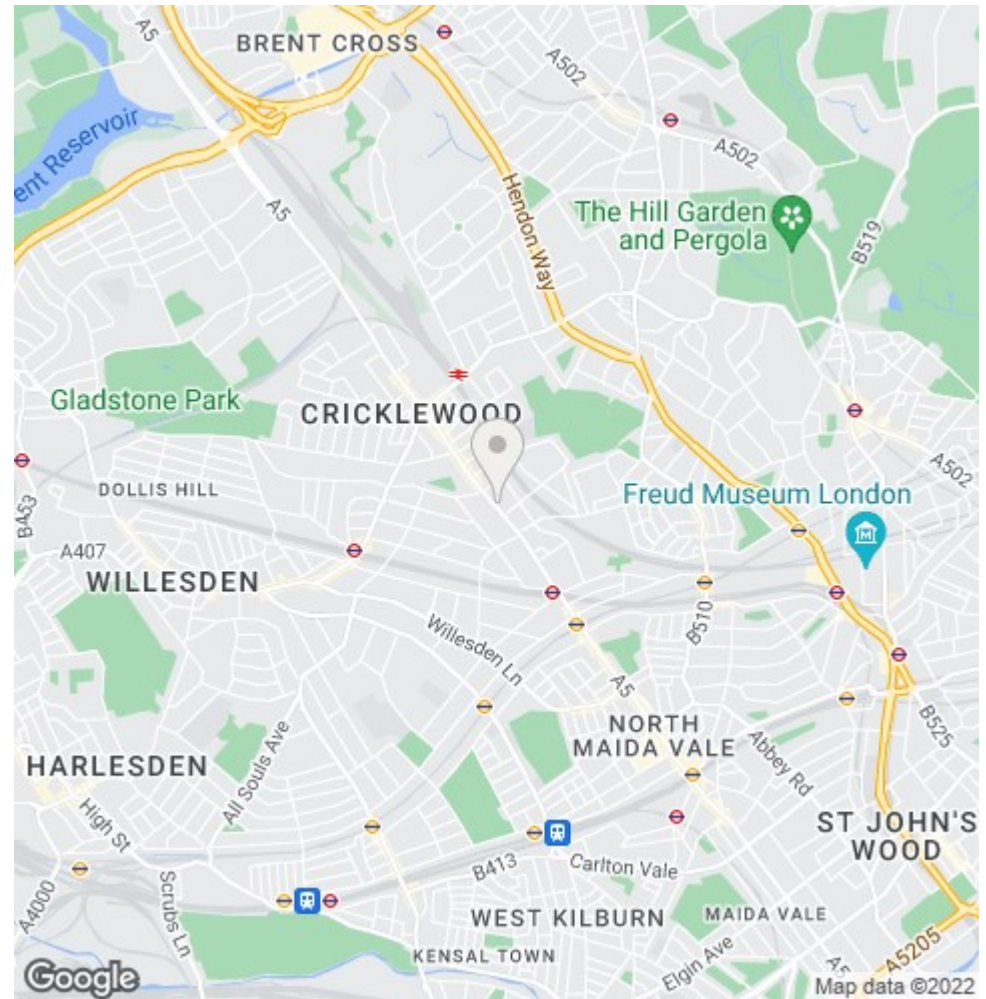 A5
BRENT CROSS
A502
ent Reservoir
A502
A5
Hendon Way
The Hill Garden
and Pergola
B519
Gladstone Park
CRICKLEWOOD
A502
DOLLIS HILL
Freud Museum London
B453
A407
WILLESDEN
B510
Willesden Ln
A5
NORTH
MAIDA VALE
Abbey Rd
B525
HARLESDEN
All Souls Ave
High St
ST JOHN'S
WOOD
B413
Carlton Vale
A4000
Scrubs Ln
WEST KILBURN
MAIDA VALE
KENSAL TOWN
Elgin Ave
A5
A5205
Google
Map data ©2022